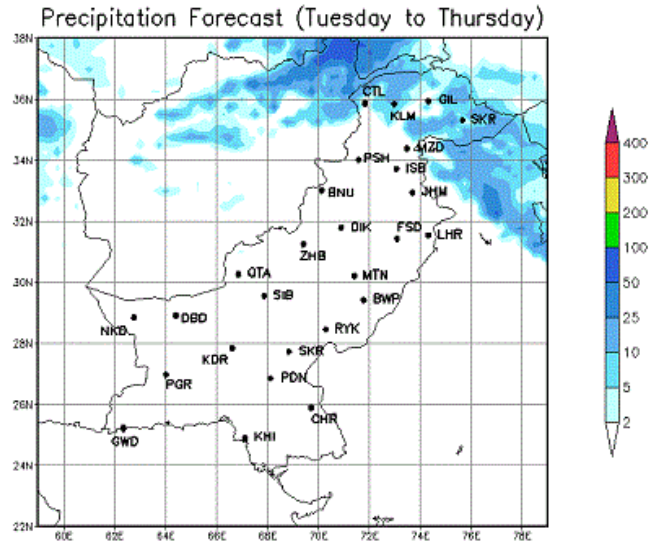 Precipitation Forecast (Tuesday to Thursday)
38N
36N
34N
32N
30N
28N
26N
24N
22N
CTL
KLM
GIL
SKR
MZD
PSH
ISB
JHM
BNU
DIK
FSD
LHR
ZHB
QTA
SIB
MTN
BWP
NKD
DBD
RYK
KDR
SKR
PGR
PDN
CHR
GWD
KHI
60E
62E
64E
66E
68E
70E
72E
74E
76E
78E
400
300
200
100
50
25
10
5
2